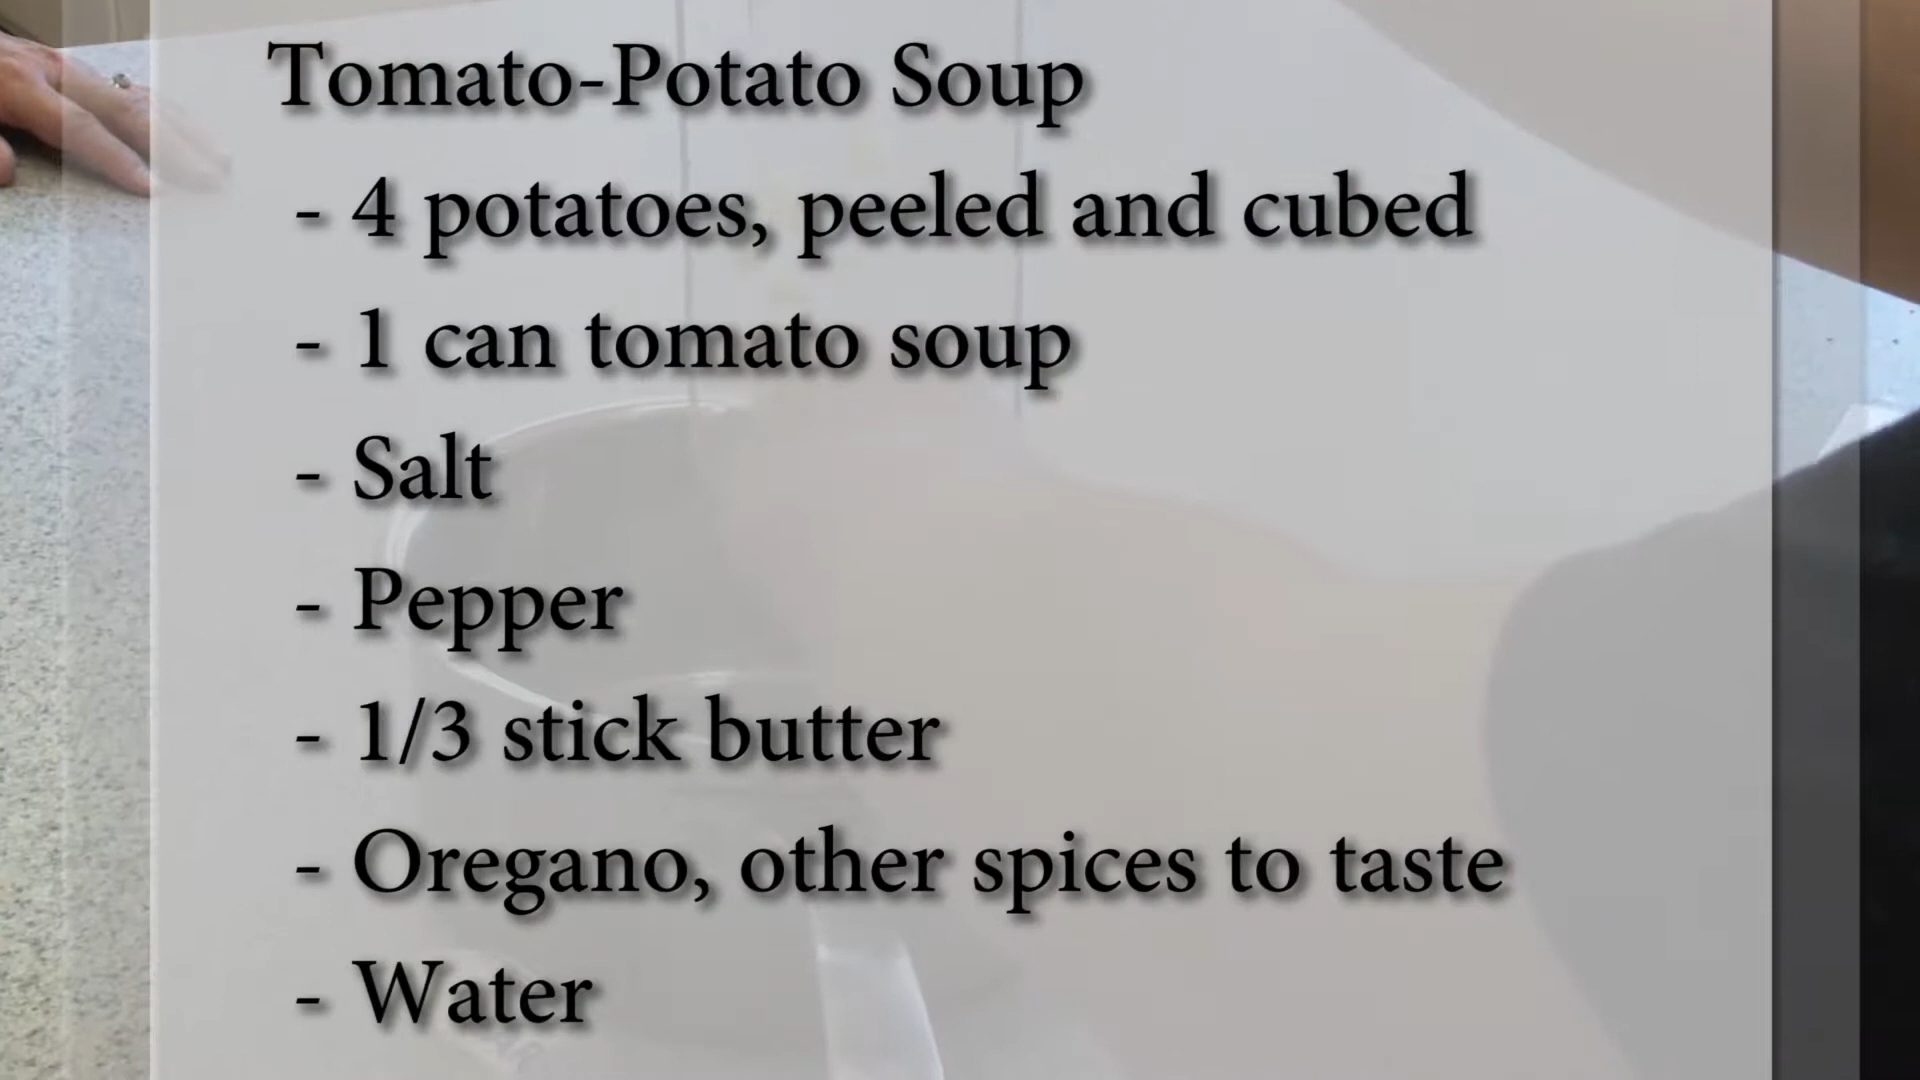 Tomato-Potato Soup
- 4 potatoes, peeled and cubed
- 1 can tomato soup
- Salt
- Pepper
- 1/3 stick butter
- Oregano, other spices to taste
- Water